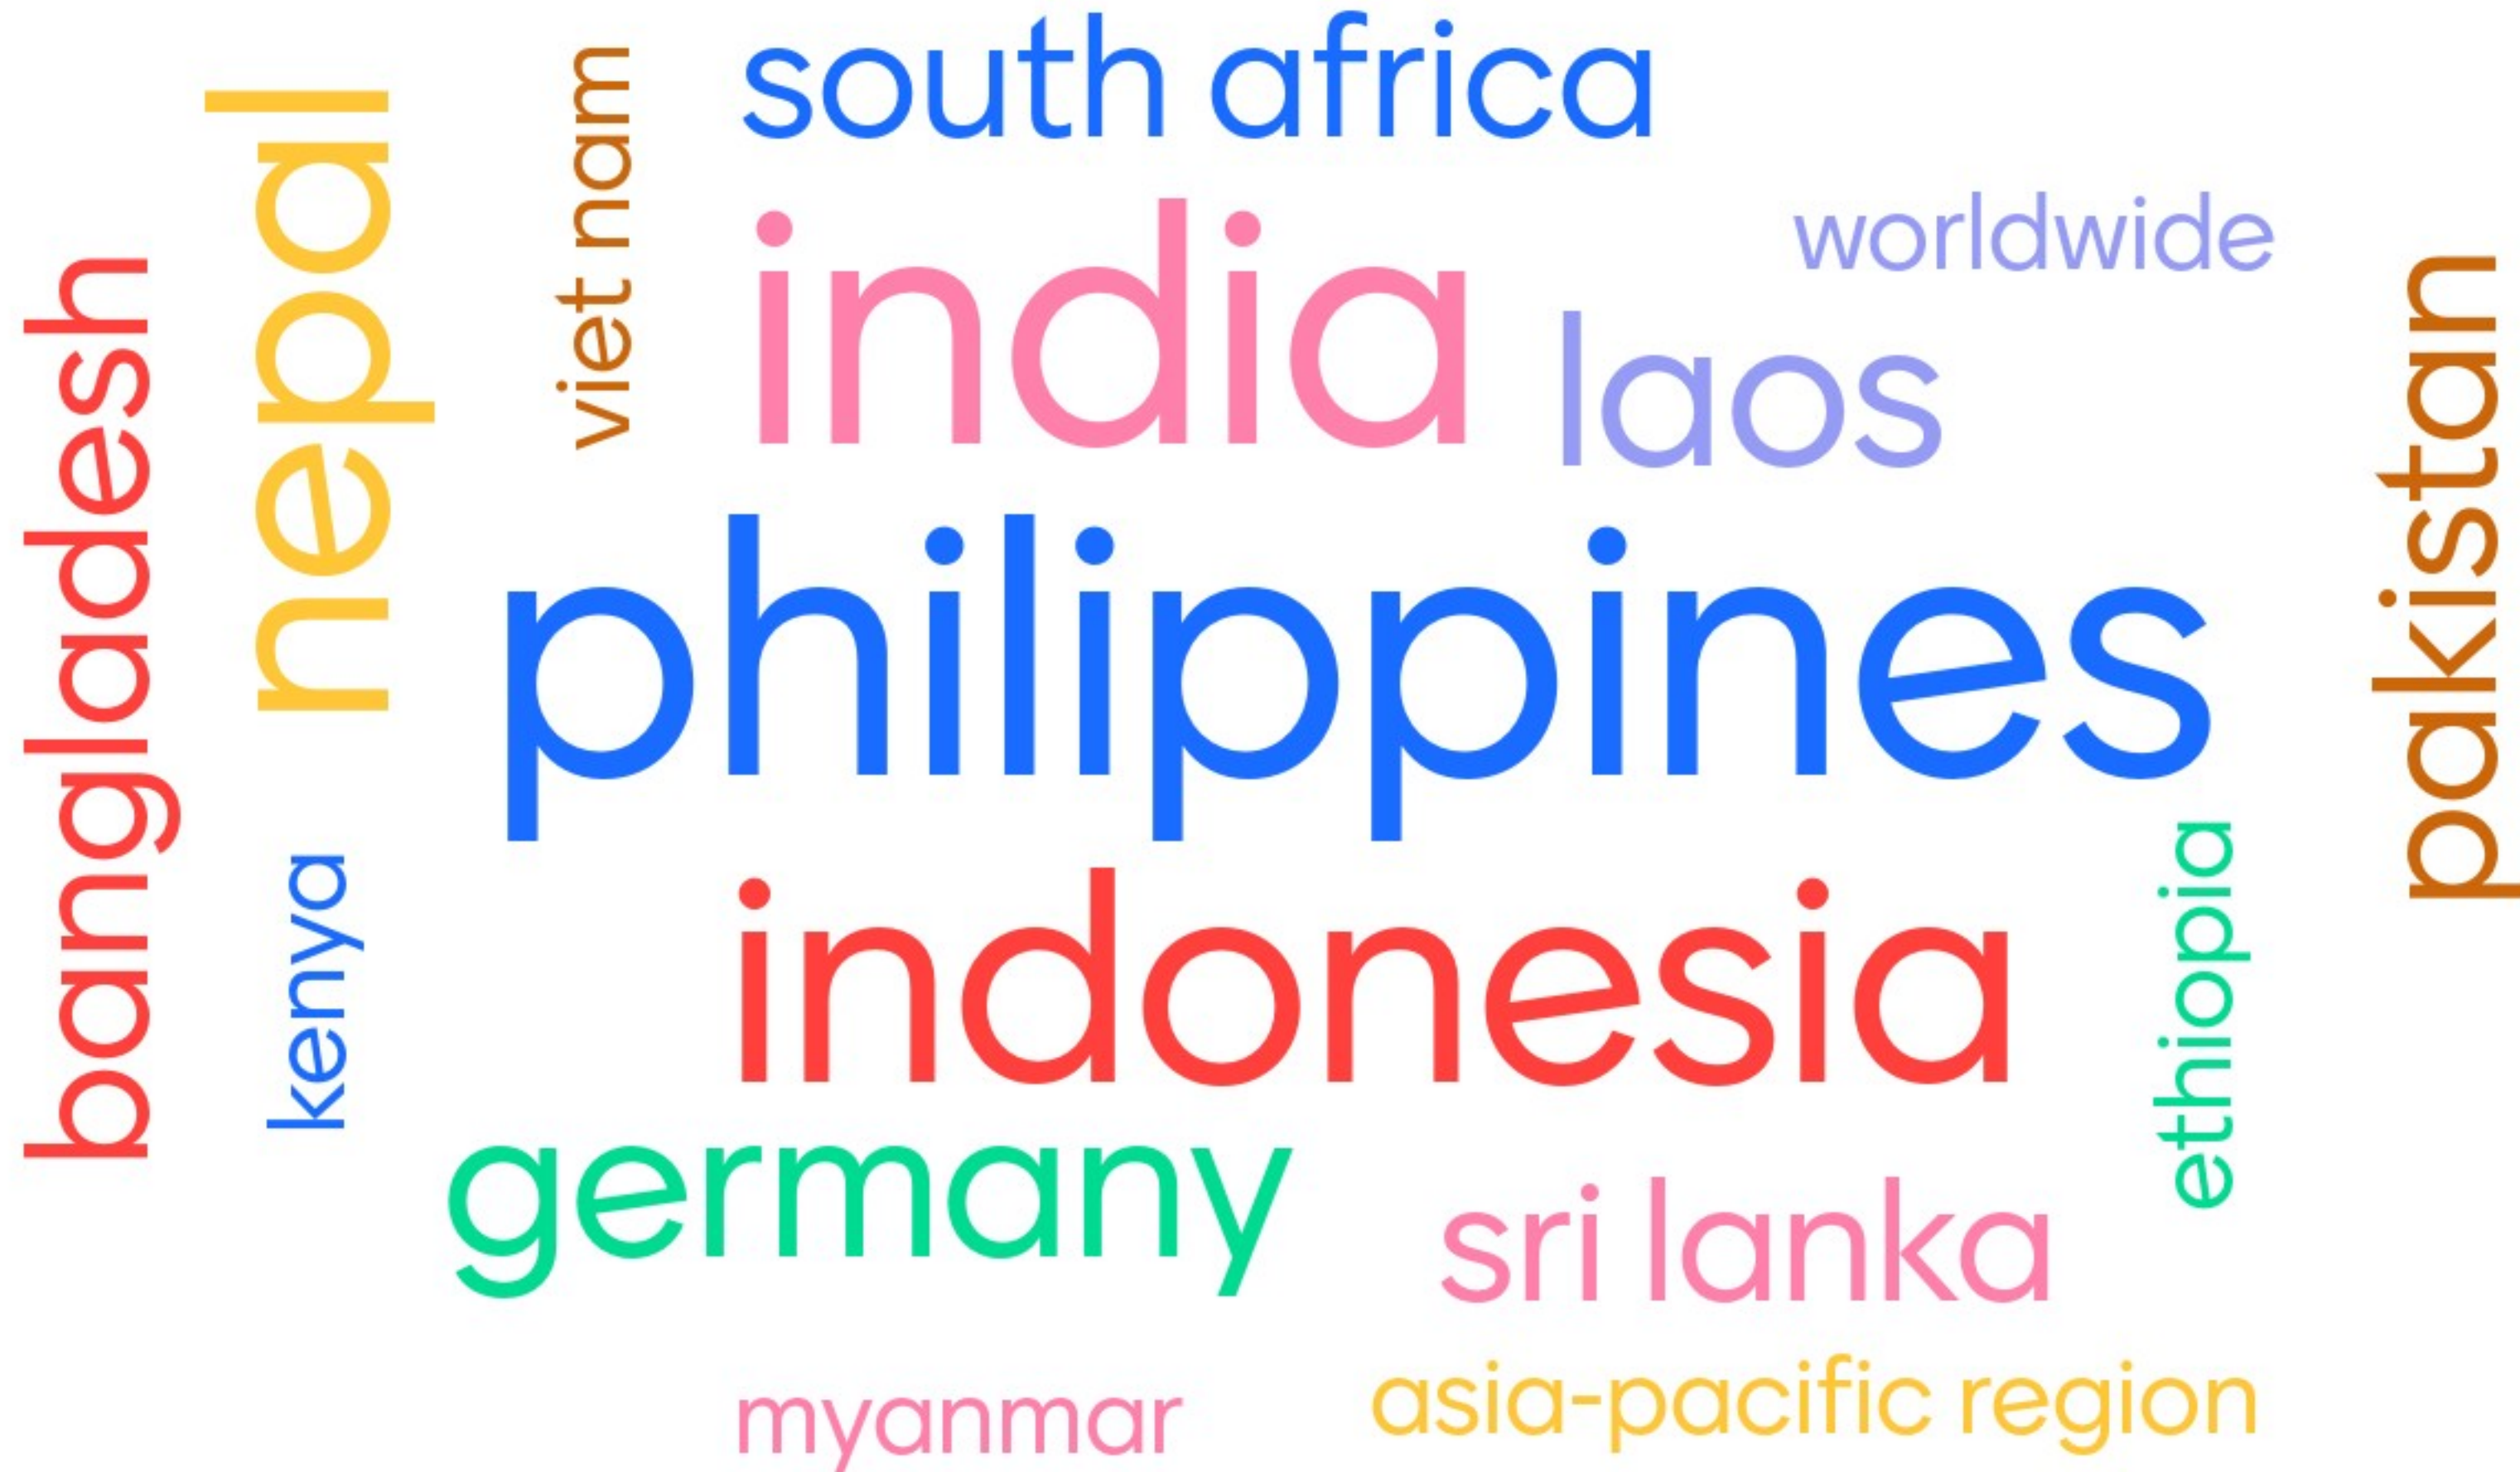 south africa
viet nam
nepal
bangladesh
india
worldwide
laos
pakistan
philippines
kenya
indonesia
ethiopia
germany
sri lanka
myanmar
asia-pacific region